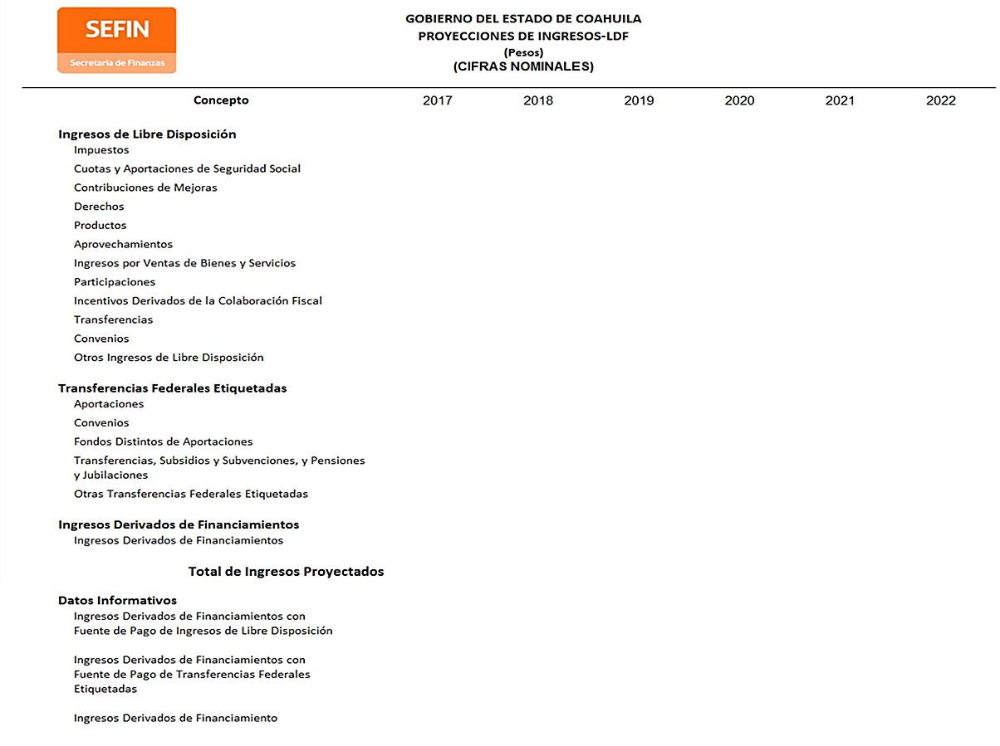 SEFIN
Secretaría de Finanzas
GOBIERNO DEL ESTADO DE COAHUILA
PROYECCIONES DE INGRESOS-LDF
(Pesos)
(CIFRAS NOMINALES)
Concepto 2017 2018 2019 2020 2021 2022
Ingresos de Libre Disposición
Impuestos
Cuotas y Aportaciones de Seguridad Social
Contribuciones de Mejoras
Derechos
Productos
Aprovechamientos
Ingresos por Ventas de Bienes y Servicios
Participaciones
Incentivos Derivados de la Colaboración Fiscal
Transferencias
Convenios
Otros Ingresos de Libre Disposición
Transferencias Federales Etiquetadas
Aportaciones
Convenios
Fondos Distintos de Aportaciones
Transferencias, Subsidios y Subvenciones, y Pensiones
y Jubilaciones
Otras Transferencias Federales Etiquetadas
Ingresos Derivados de Financiamientos
Ingresos Derivados de Financiamientos
Total de Ingresos Proyectados
Datos Informativos
Ingresos Derivados de Financiamientos con
Fuente de Pago de Ingresos de Libre Disposición
Ingresos Derivados de Financiamientos con
Fuente de Pago de Transferencias Federales
Etiquetadas
Ingresos Derivados de Financiamiento